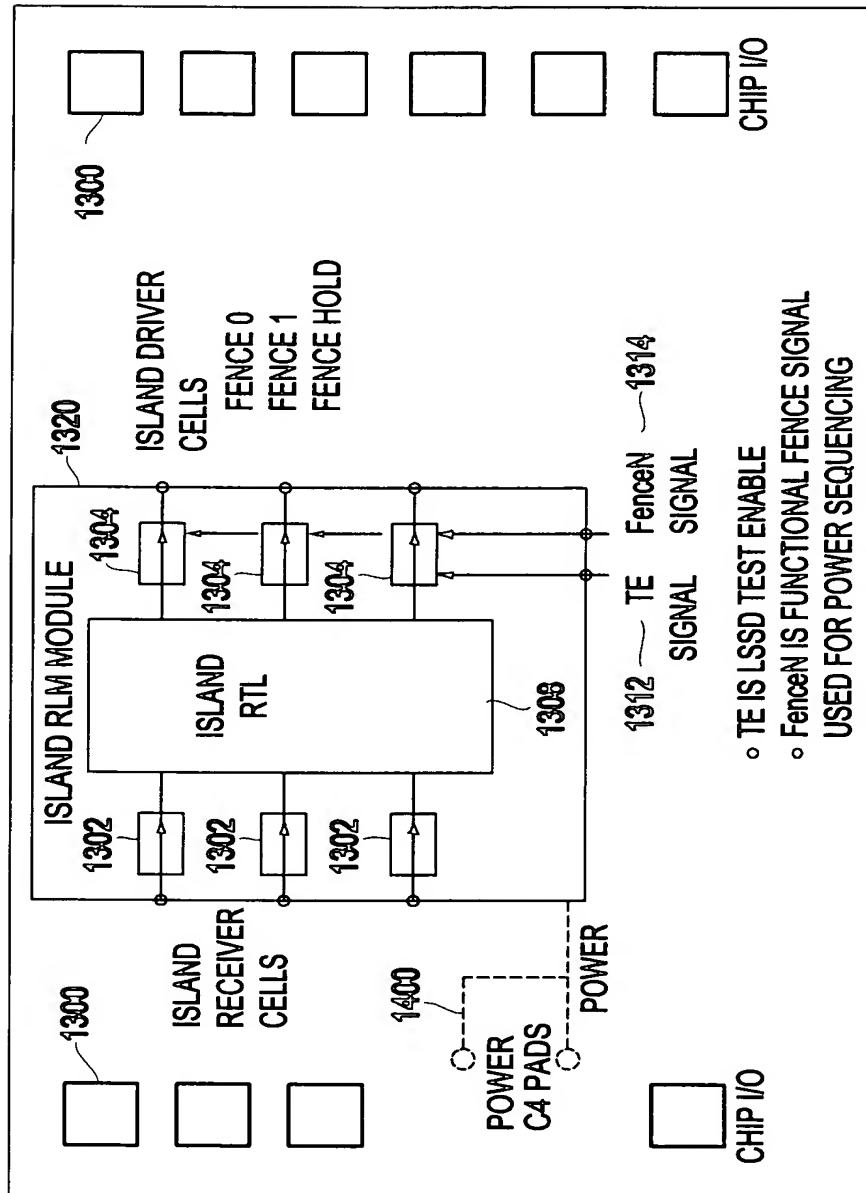 1300
CHIP I/O
ISLAND
RECEIVER
CELLS
POWER
C4 PADS
1400
POWER
ISLAND RLM MODULE
1320
1302
1302
1302
ISLAND
RTL
1308
1304
1304
1304
ISLAND DRIVER
CELLS
FENCE 0
FENCE 1
FENCE HOLD
1312 TE
SIGNAL
FenceN 1314
SIGNAL
1300
CHIP I/O
○ TE IS LSSD TEST ENABLE
○ FenceN IS FUNCTIONAL FENCE SIGNAL
USED FOR POWER SEQUENCING